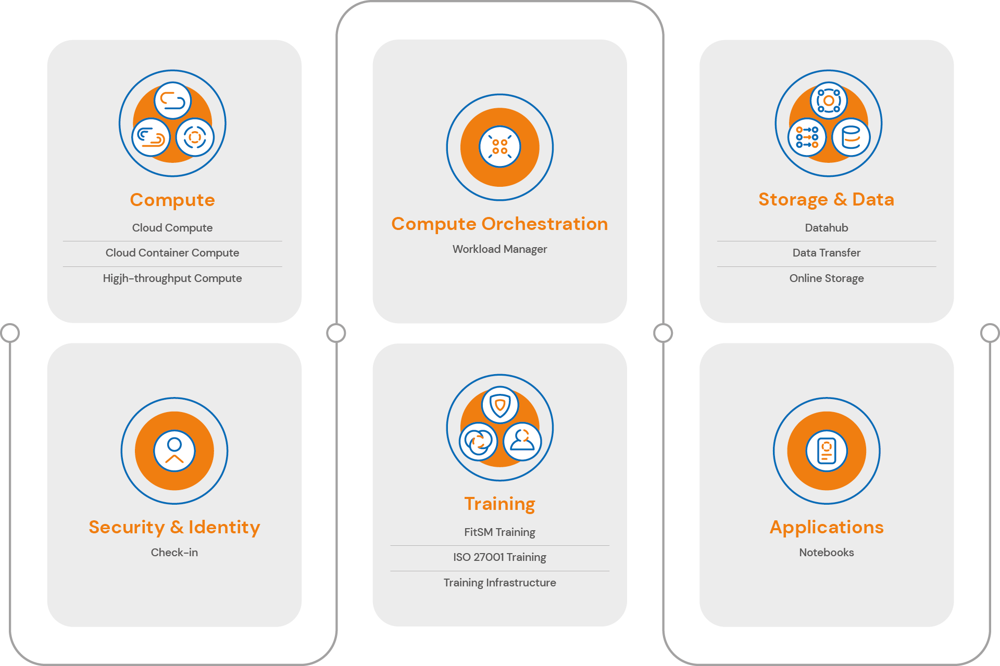 Compute
Cloud Compute
Cloud Container Compute
Higjh-throughput Compute
Compute Orchestration
Workload Manager
Storage & Data
Datahub
Data Transfer
Online Storage
Security & Identity
Check-in
Training
FitSM Training
ISO 27001 Training
Training Infrastructure
Applications
Notebooks